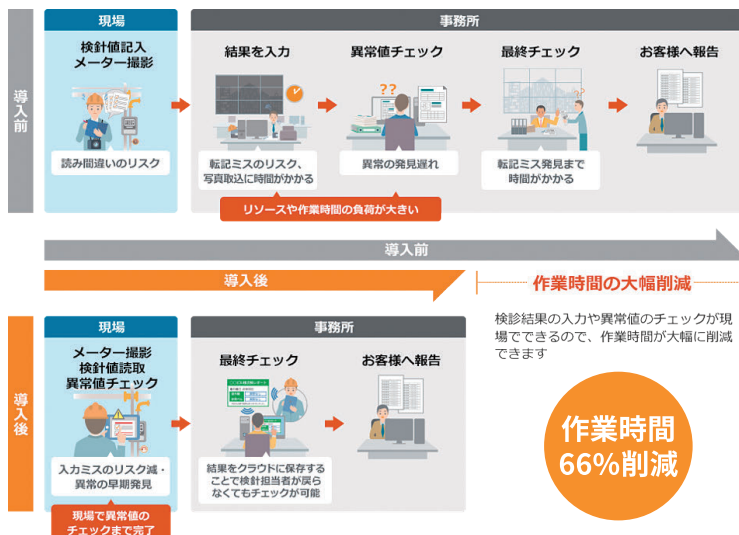 導入前
現場
事務所
検針値記入
メーター撮影
結果を入力
異常値チェック
最終チェック
お客様へ報告
??
読み間違いのリスク
転記ミスのリスク、
写真取込に時間がかかる
異常の発見遅れ
転記ミス発見まで
時間がかかる
リソースや作業時間の負荷が大きい
導入前
導入後
作業時間の大幅削減
検診結果の入力や異常値のチェックが現
場でできるので、作業時間が大幅に削減
できます
作業時間
66%削減
導入後
現場
事務所
メーター撮影
検針値読取
異常値チェック
最終チェック
お客様へ報告
入力ミスのリスク減・
異常の早期発見
結果をクラウドに保存する
ことで検針担当者が戻ら
なくてもチェックが可能
現場で異常値の
チェックまで完了